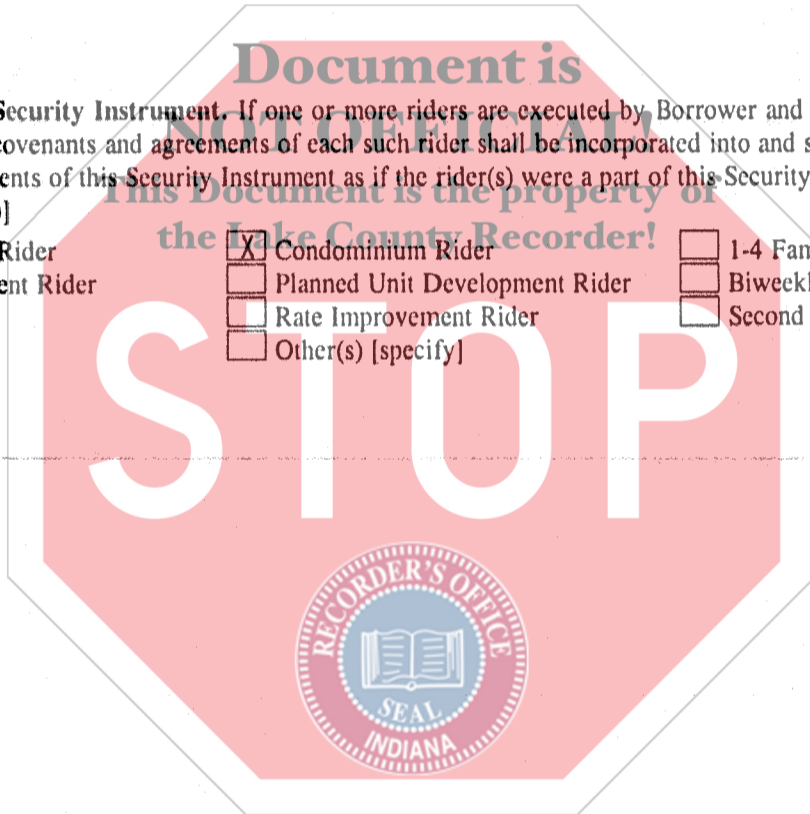 Document is
NOT OFFICIAL!
This Document is the property of
the Lake County Recorder!
Security Instrument. If one or more riders are executed by Borrower and
covenants and agreements of each such rider shall be incorporated into and s
ents of this Security Instrument as if the rider(s) were a part of this Security
)]
Rider X Condominium Rider 1-4 Fam
ent Rider Planned Unit Development Rider Biweekl
Rate Improvement Rider Second
Other(s) [specify]
STOP
RECORDER'S OFFICE
SEAL
INDIANA